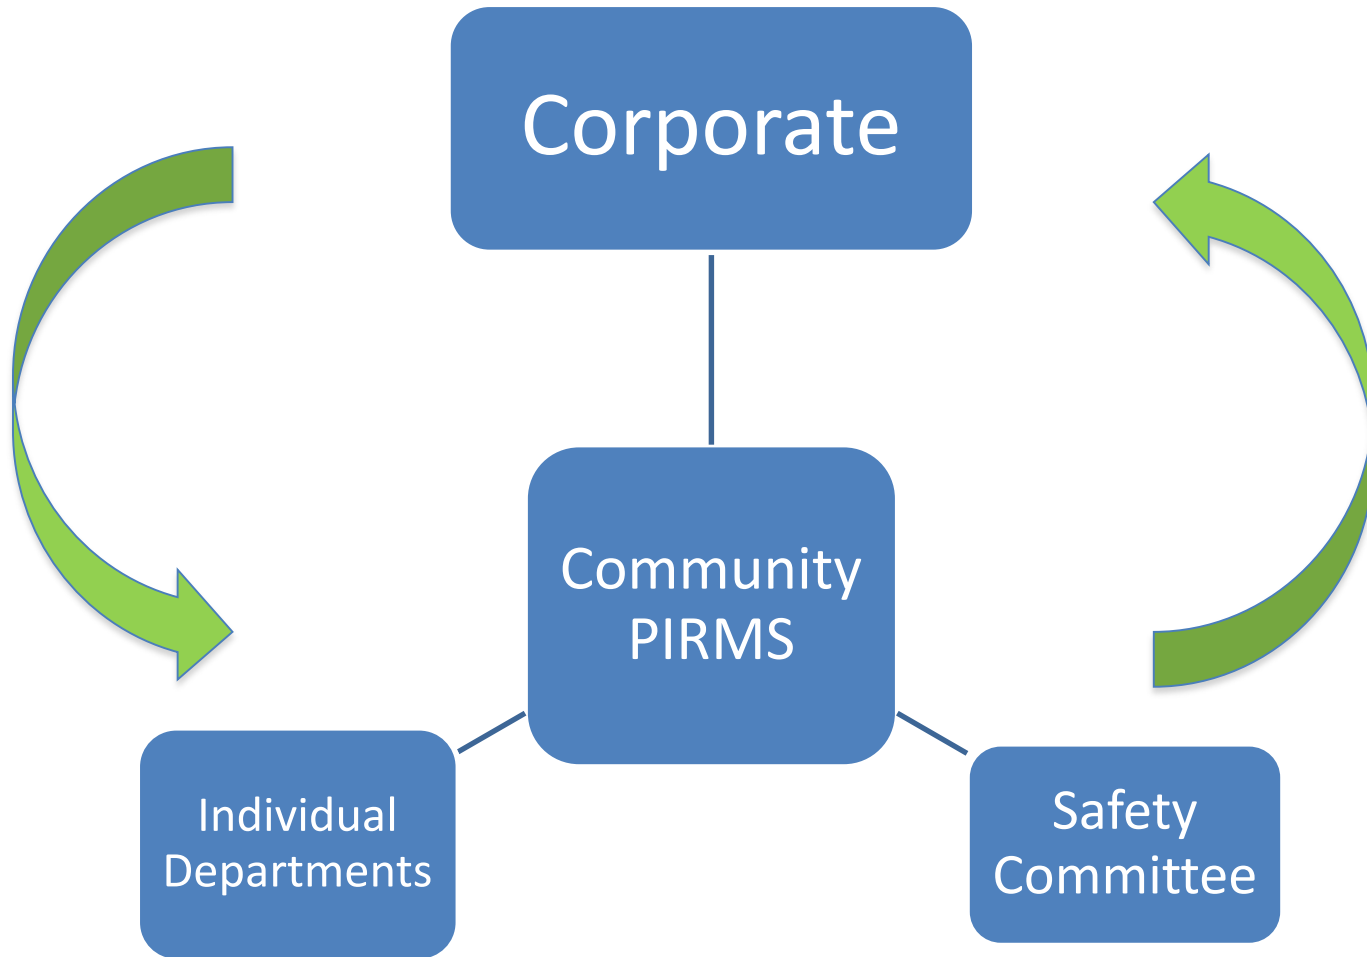 Corporate
Community
PIRMS
Individual
Departments
Safety
Committee